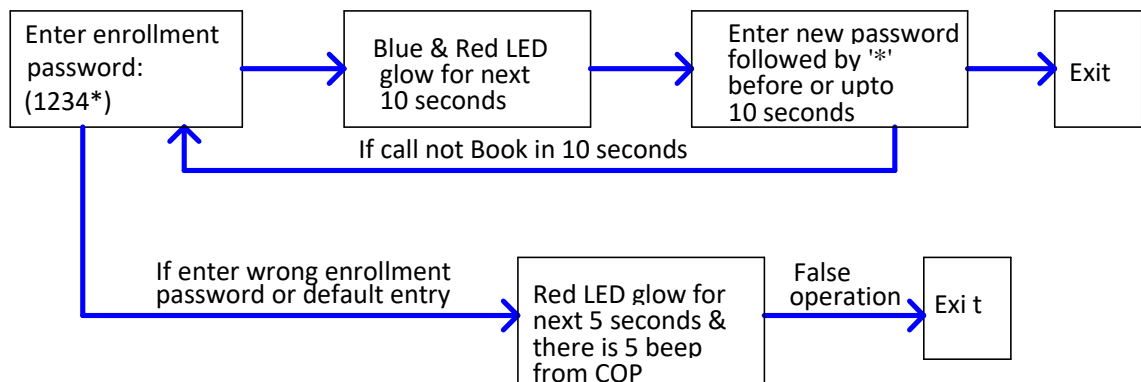 Enter enrollment
password:
(1234*)
Blue & Red LED
glow for next
10 seconds
Enter new password
followed by '*'
before or upto
10 seconds
Exit
If call not Book in 10 seconds
If enter wrong enrollment
password or default entry
Red LED glow for
next 5 seconds &
there is 5 beep
from COP
False
operation
Exi t